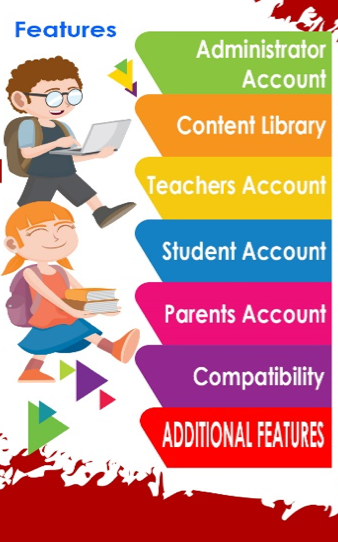 Features
Administrator
Account
Content Library
Teachers Account
Student Account
Parents Account
Compatibility
ADDITIONAL FEATURES